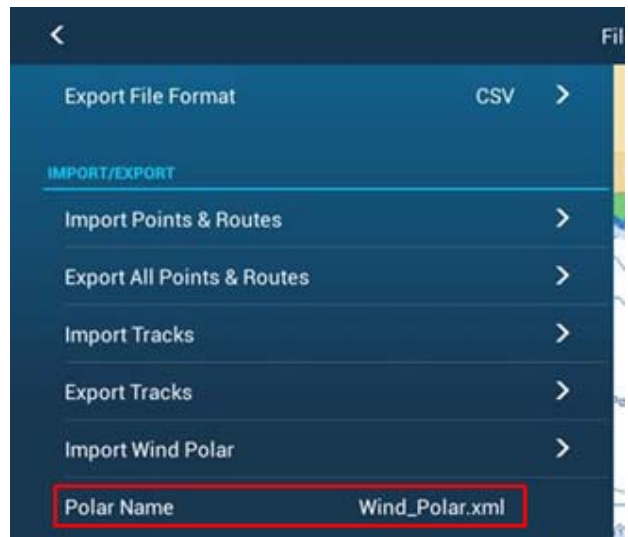 Fil
Export File Format CSV
IMPORT/EXPORT
Import Points & Routes
Export All Points & Routes
Import Tracks
Export Tracks
Import Wind Polar
Polar Name Wind_Polar.xml